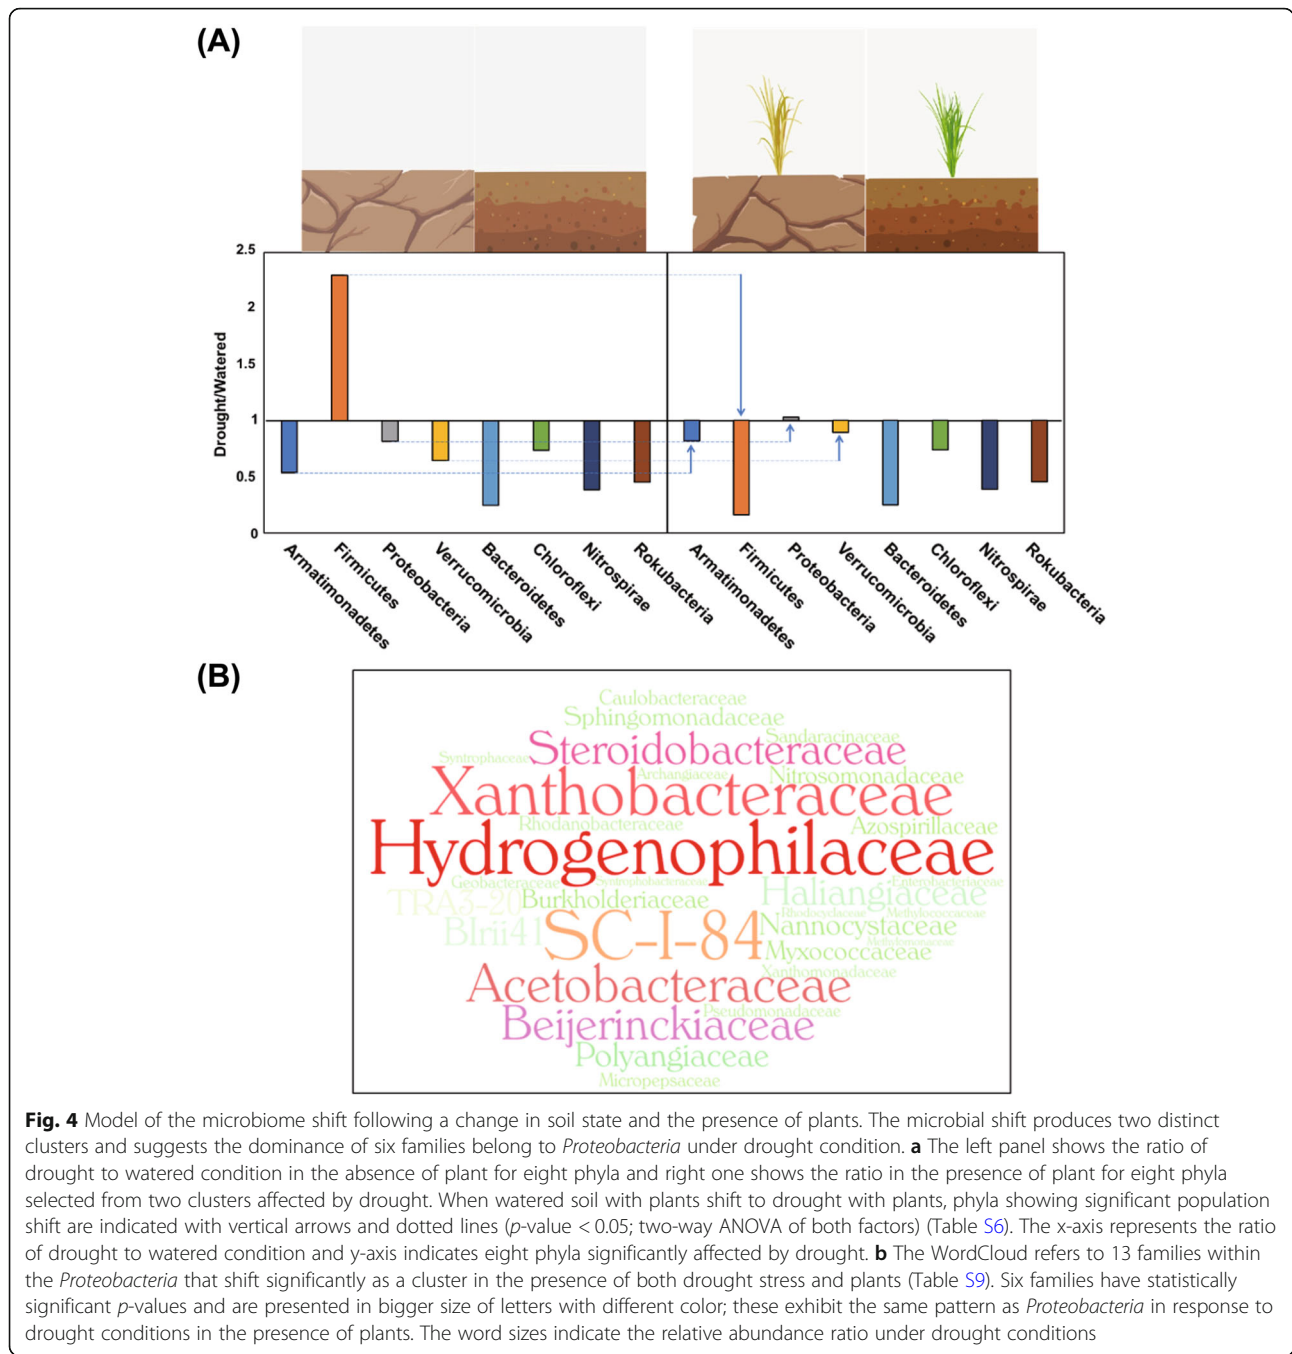 (A)
2.5
2
1.5
1
0.5
0
Drought/Watered
Armatimonadetes
Firmicutes
Proteobacteria
Verrucomicrobia
Bacteroidetes
Chloroflexi
Nitrospirae
Rokubacteria
Armatimonadetes
Firmicutes
Proteobacteria
Verrucomicrobia
Bacteroidetes
Chloroflexi
Nitrospirae
Rokubacteria
(B)
Caulobacteraceae
Sphingomonadaceae
Sandaracinaceae
Steroidobacteraceae
Syntrophaceae
Archangiaceae
Nitrosomonadaceae
Xanthobacteraceae
Rhodanobacteraceae
Azospirillaceae
Hydrogenophilaceae
Geobacteraceae
Syntrophobacteraceae
Enterobacteriaceae
TRA3-20
Burkholderiaceae
Haliangiaceae
Rhodocyclaceae
Methylococcaceae
BIrii41
SC-I-84
Nannocystaceae
Methylomonaceae
Myxococcaceae
Xanthomonadaceae
Acetobacteraceae
Pseudomonadaceae
Beijerinckiaceae
Polyangiaceae
Micropepsaceae
Fig. 4 Model of the microbiome shift following a change in soil state and the presence of plants. The microbial shift produces two distinct
clusters and suggests the dominance of six families belong to Proteobacteria under drought condition. a The left panel shows the ratio of
drought to watered condition in the absence of plant for eight phyla and right one shows the ratio in the presence of plant for eight phyla
selected from two clusters affected by drought. When watered soil with plants shift to drought with plants, phyla showing significant population
shift are indicated with vertical arrows and dotted lines (p-value < 0.05; two-way ANOVA of both factors) (Table S6). The x-axis represents the ratio
of drought to watered condition and y-axis indicates eight phyla significantly affected by drought. b The WordCloud refers to 13 families within
the Proteobacteria that shift significantly as a cluster in the presence of both drought stress and plants (Table S9). Six families have statistically
significant p-values and are presented in bigger size of letters with different color; these exhibit the same pattern as Proteobacteria in response to
drought conditions in the presence of plants. The word sizes indicate the relative abundance ratio under drought conditions